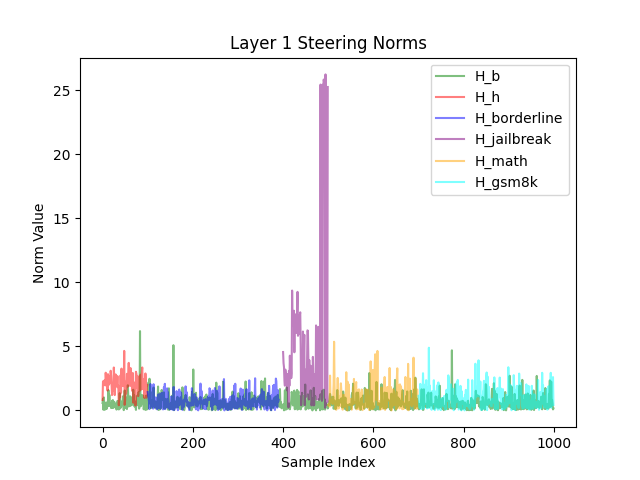 Layer 1 Steering Norms
H_b
H_h
H_borderline
H_jailbreak
H_math
H_gsm8k
Norm Value
25
20
15
10
5
0
0 200 400 600 800 1000
Sample Index